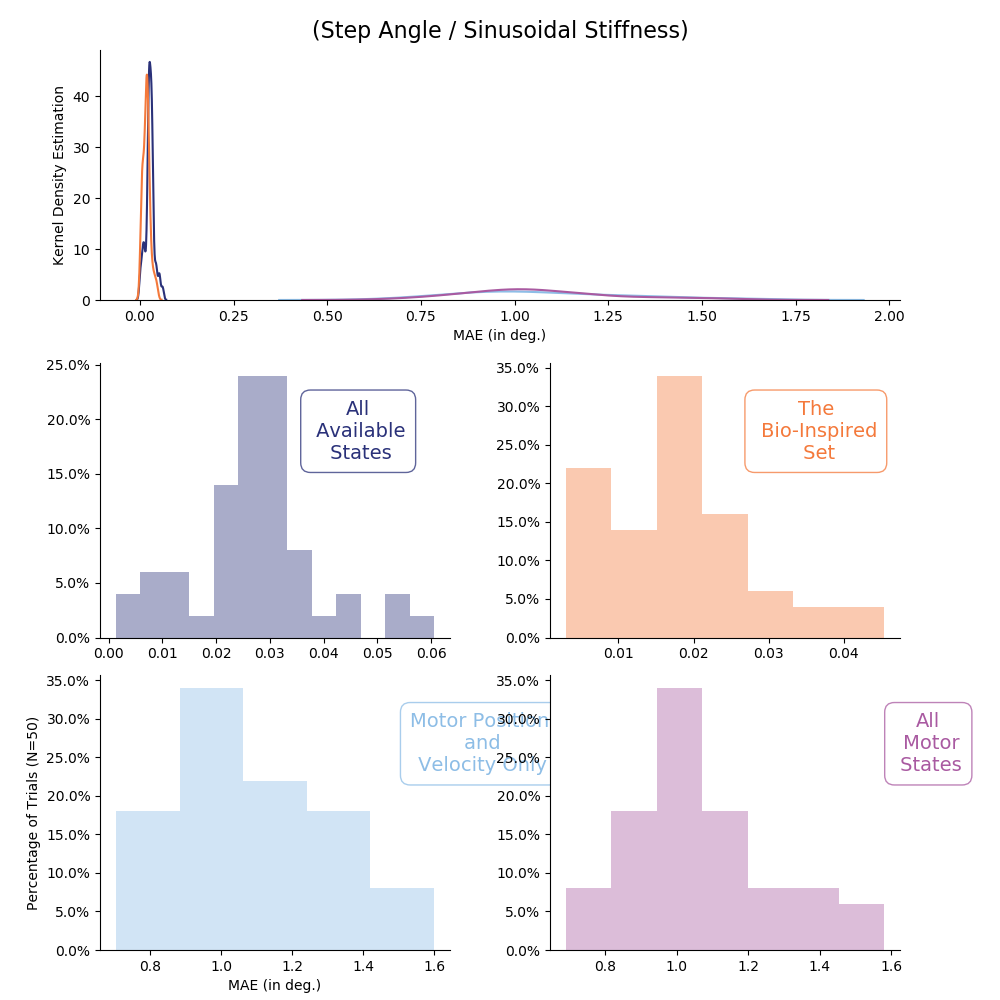 (Step Angle / Sinusoidal Stiffness)
Kernel Density Estimation
40
30
20
10
0
0.00 0.25 0.50 0.75 1.00 1.25 1.50 1.75 2.00
MAE (in deg.)
25.0%
20.0%
15.0%
10.0%
5.0%
0.0%
0.00 0.01 0.02 0.03 0.04 0.05 0.06
All
Available
States
35.0%
30.0%
25.0%
20.0%
15.0%
10.0%
5.0%
0.0%
0.01 0.02 0.03 0.04
The
Bio-Inspired
Set
Percentage of Trials (N=50)
35.0%
30.0%
25.0%
20.0%
15.0%
10.0%
5.0%
0.0%
0.8 1.0 1.2 1.4 1.6
MAE (in deg.)
Motor Position
and
Velocity Only
35.0%
30.0%
25.0%
20.0%
15.0%
10.0%
5.0%
0.0%
0.8 1.0 1.2 1.4 1.6
All
Motor
States